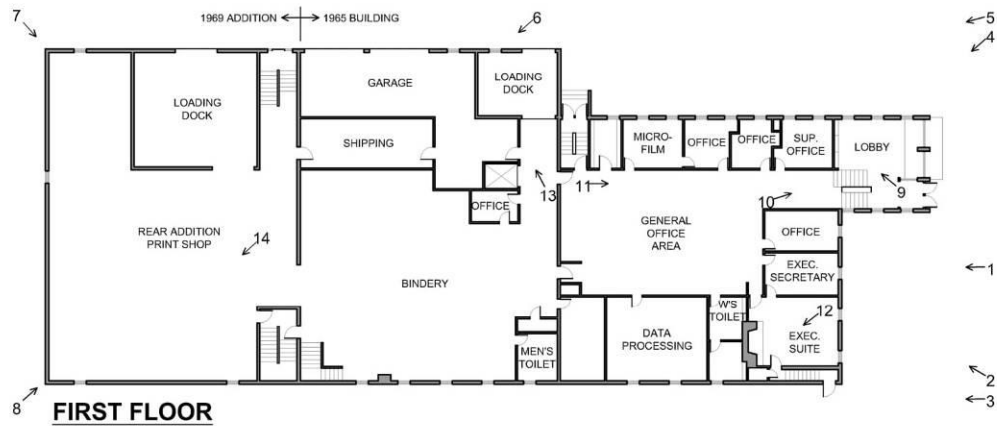 7
1969 ADDITION
1965 BUILDING
6
5
4
LOADING
DOCK
GARAGE
LOADING
DOCK
SHIPPING
MICRO-
FILM
OFFICE
OFFICE
SUP.
OFFICE
LOBBY
11
13
10
9
OFFICE
REAR ADDITION
PRINT SHOP
14
GENERAL
OFFICE
AREA
OFFICE
BINDERY
EXEC.
SECRETARY
1
W'S
TOILET
12
DATA
PROCESSING
EXEC.
SUITE
MEN'S
TOILET
2
8
3
FIRST FLOOR